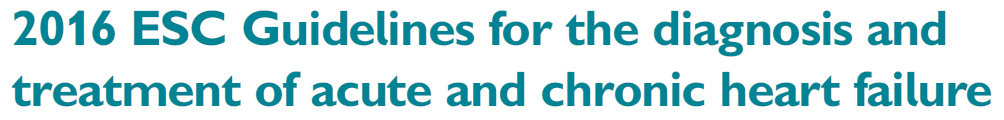 2016 ESC Guidelines for the diagnosis and
treatment of acute and chronic heart failure